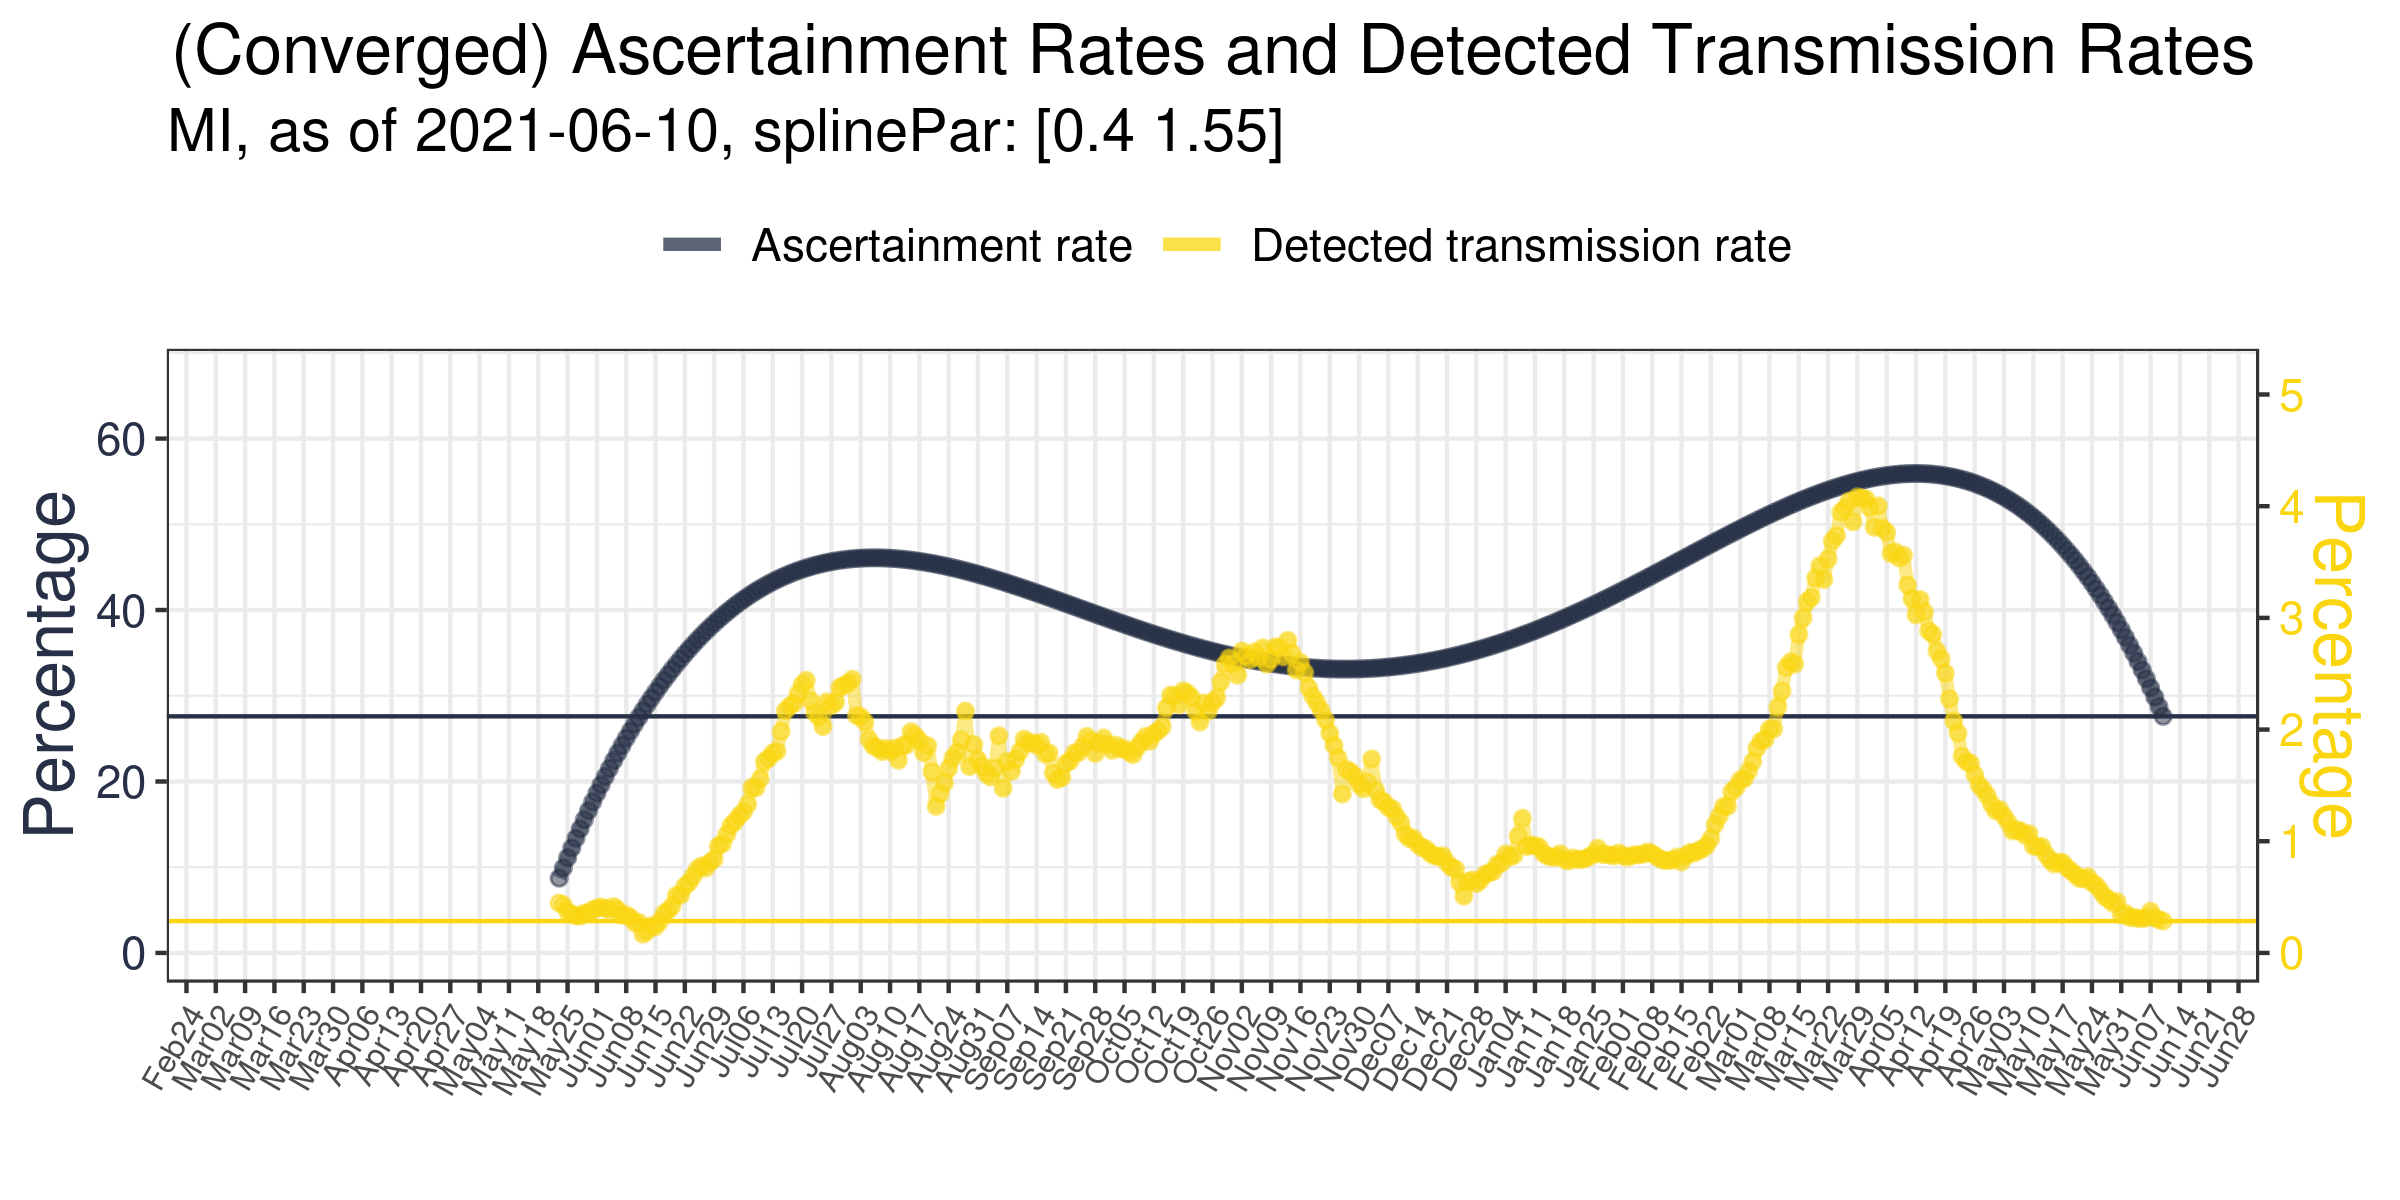 (Converged) Ascertainment Rates and Detected Transmission Rates
MI, as of 2021-06-10, splinePar: [0.4 1.55]
Ascertainment rate Detected transmission rate
Percentage
60
40
20
0
5
4
3
2
1
0
Percentage
Feb24 Mar02 Mar09 Mar16 Mar23 Mar30 Apr06 Apr13 Apr20 Apr27 May04 May11 May18 May25 Jun01 Jun08 Jun15 Jun22 Jun29 Jul06 Jul13 Jul20 Jul27 Aug03 Aug10 Aug17 Aug24 Aug31 Sep07 Sep14 Sep21 Sep28 Oct05 Oct12 Oct19 Oct26 Nov02 Nov09 Nov16 Nov23 Nov30 Dec07 Dec14 Dec21 Dec28 Jan04 Jan11 Jan18 Jan25 Feb01 Feb08 Feb15 Feb22 Mar01 Mar08 Mar15 Mar22 Mar29 Apr05 Apr12 Apr19 Apr26 May03 May10 May17 May24 May31 Jun07 Jun14 Jun21 Jun28